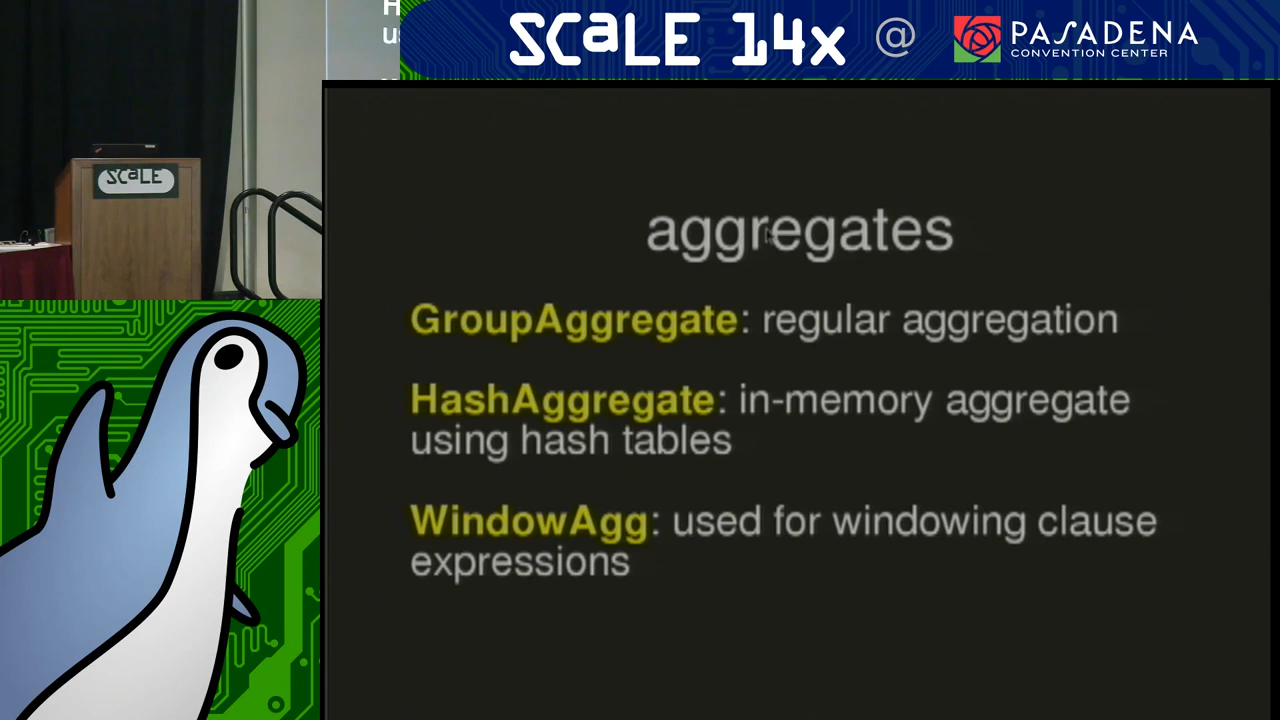 H
us
SCaLE 14x @ PASADENA
CONVENTION CENTER
SCaLE
aggregates
GroupAggregate: regular aggregation
HashAggregate: in-memory aggregate
using hash tables
WindowAgg: used for windowing clause
expressions